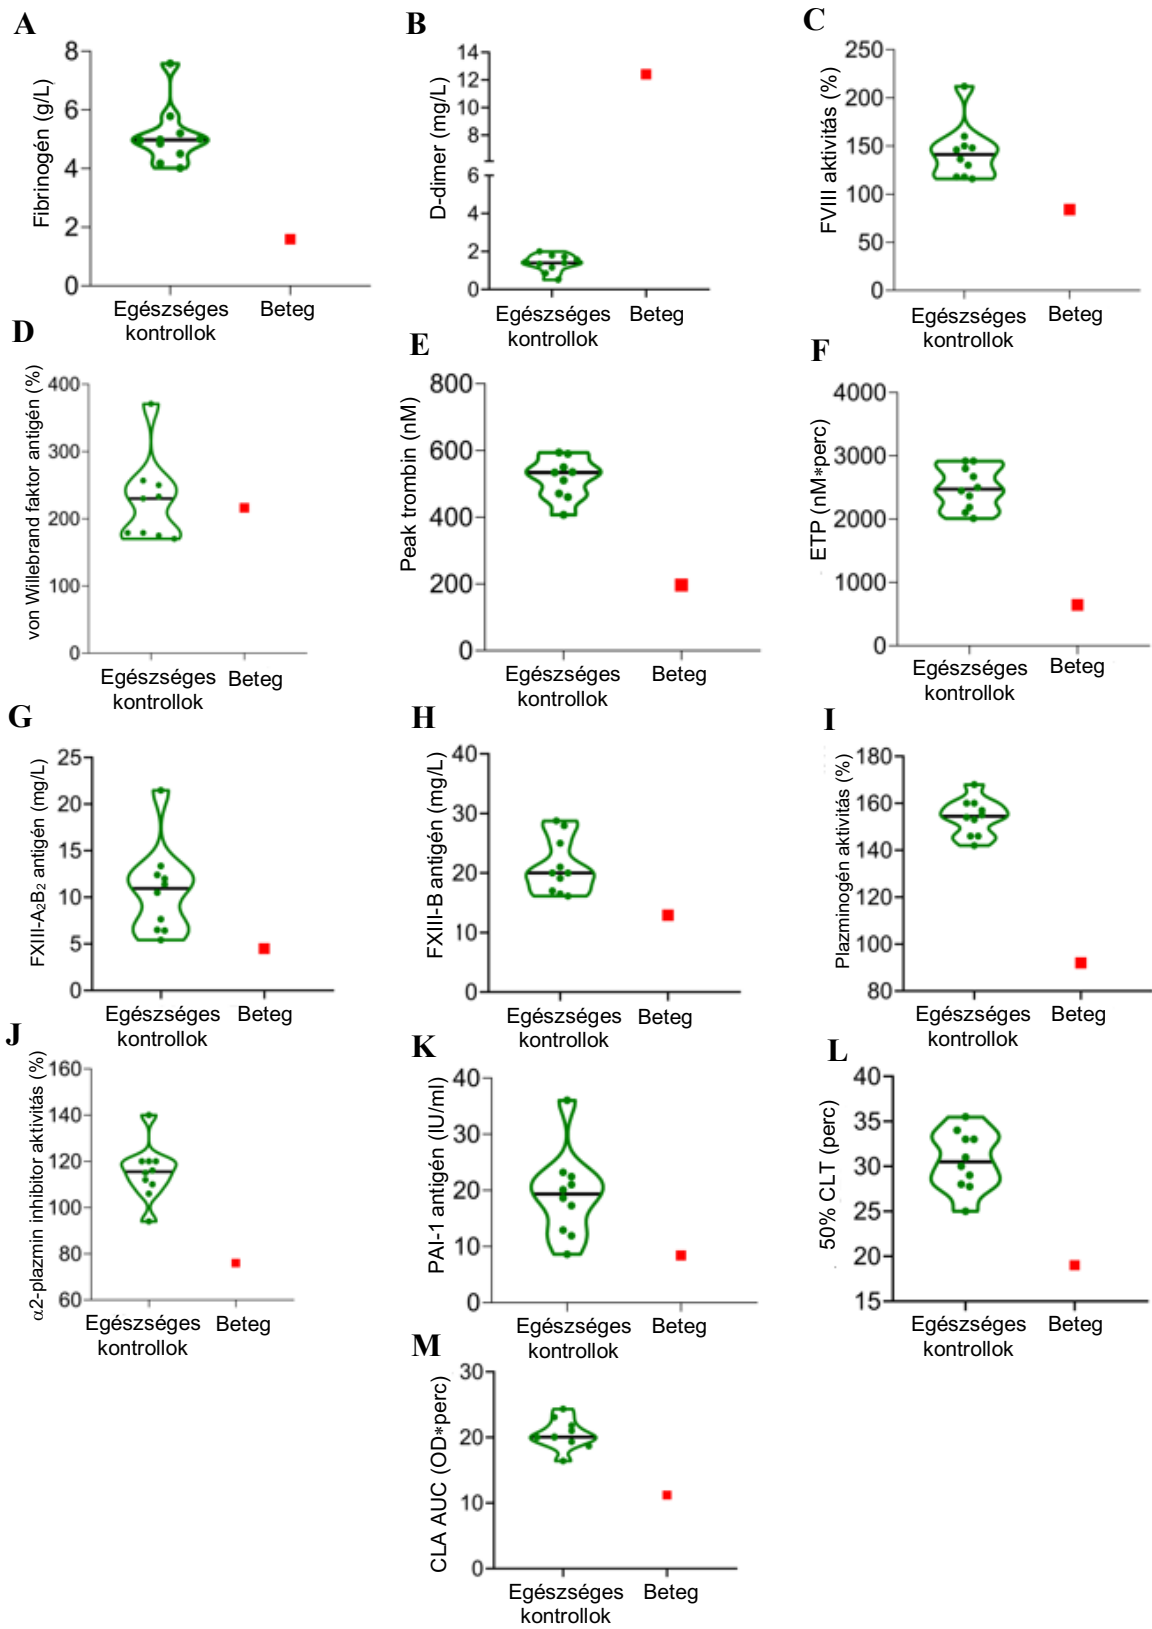 A
Fibrinogén (g/L)
8
6
4
2
0
Egészséges
kontrollok
Beteg
B
D-dimer (mg/L)
14
12
10
8
6
4
2
0
Egészséges
kontrollok
Beteg
C
FVIII aktivitás (%)
250
200
150
100
50
0
Egészséges
kontrollok
Beteg
D
von Willebrand faktor antigén (%)
400
300
200
100
0
Egészséges
kontrollok
Beteg
E
Peak trombin (nM)
800
600
400
200
0
Egészséges
kontrollok
Beteg
F
ETP (nM*perc)
4000
3000
2000
1000
0
Egészséges
kontrollok
Beteg
G
FXIII-A₂B₂ antigén (mg/L)
25
20
15
10
5
0
Egészséges
kontrollok
Beteg
H
FXIII-B antigén (mg/L)
40
30
20
10
0
Egészséges
kontrollok
Beteg
I
Plazminogén aktivitás (%)
180
160
140
120
100
80
Egészséges
kontrollok
Beteg
J
α2-plazmin inhibitor aktivitás (%)
160
140
120
100
80
60
Egészséges
kontrollok
Beteg
K
PAI-1 antigén (IU/ml)
40
30
20
10
0
Egészséges
kontrollok
Beteg
L
50% CLT (perc)
40
35
30
25
20
15
Egészséges
kontrollok
Beteg
M
CLA AUC (OD*perc)
30
20
10
0
Egészséges
kontrollok
Beteg